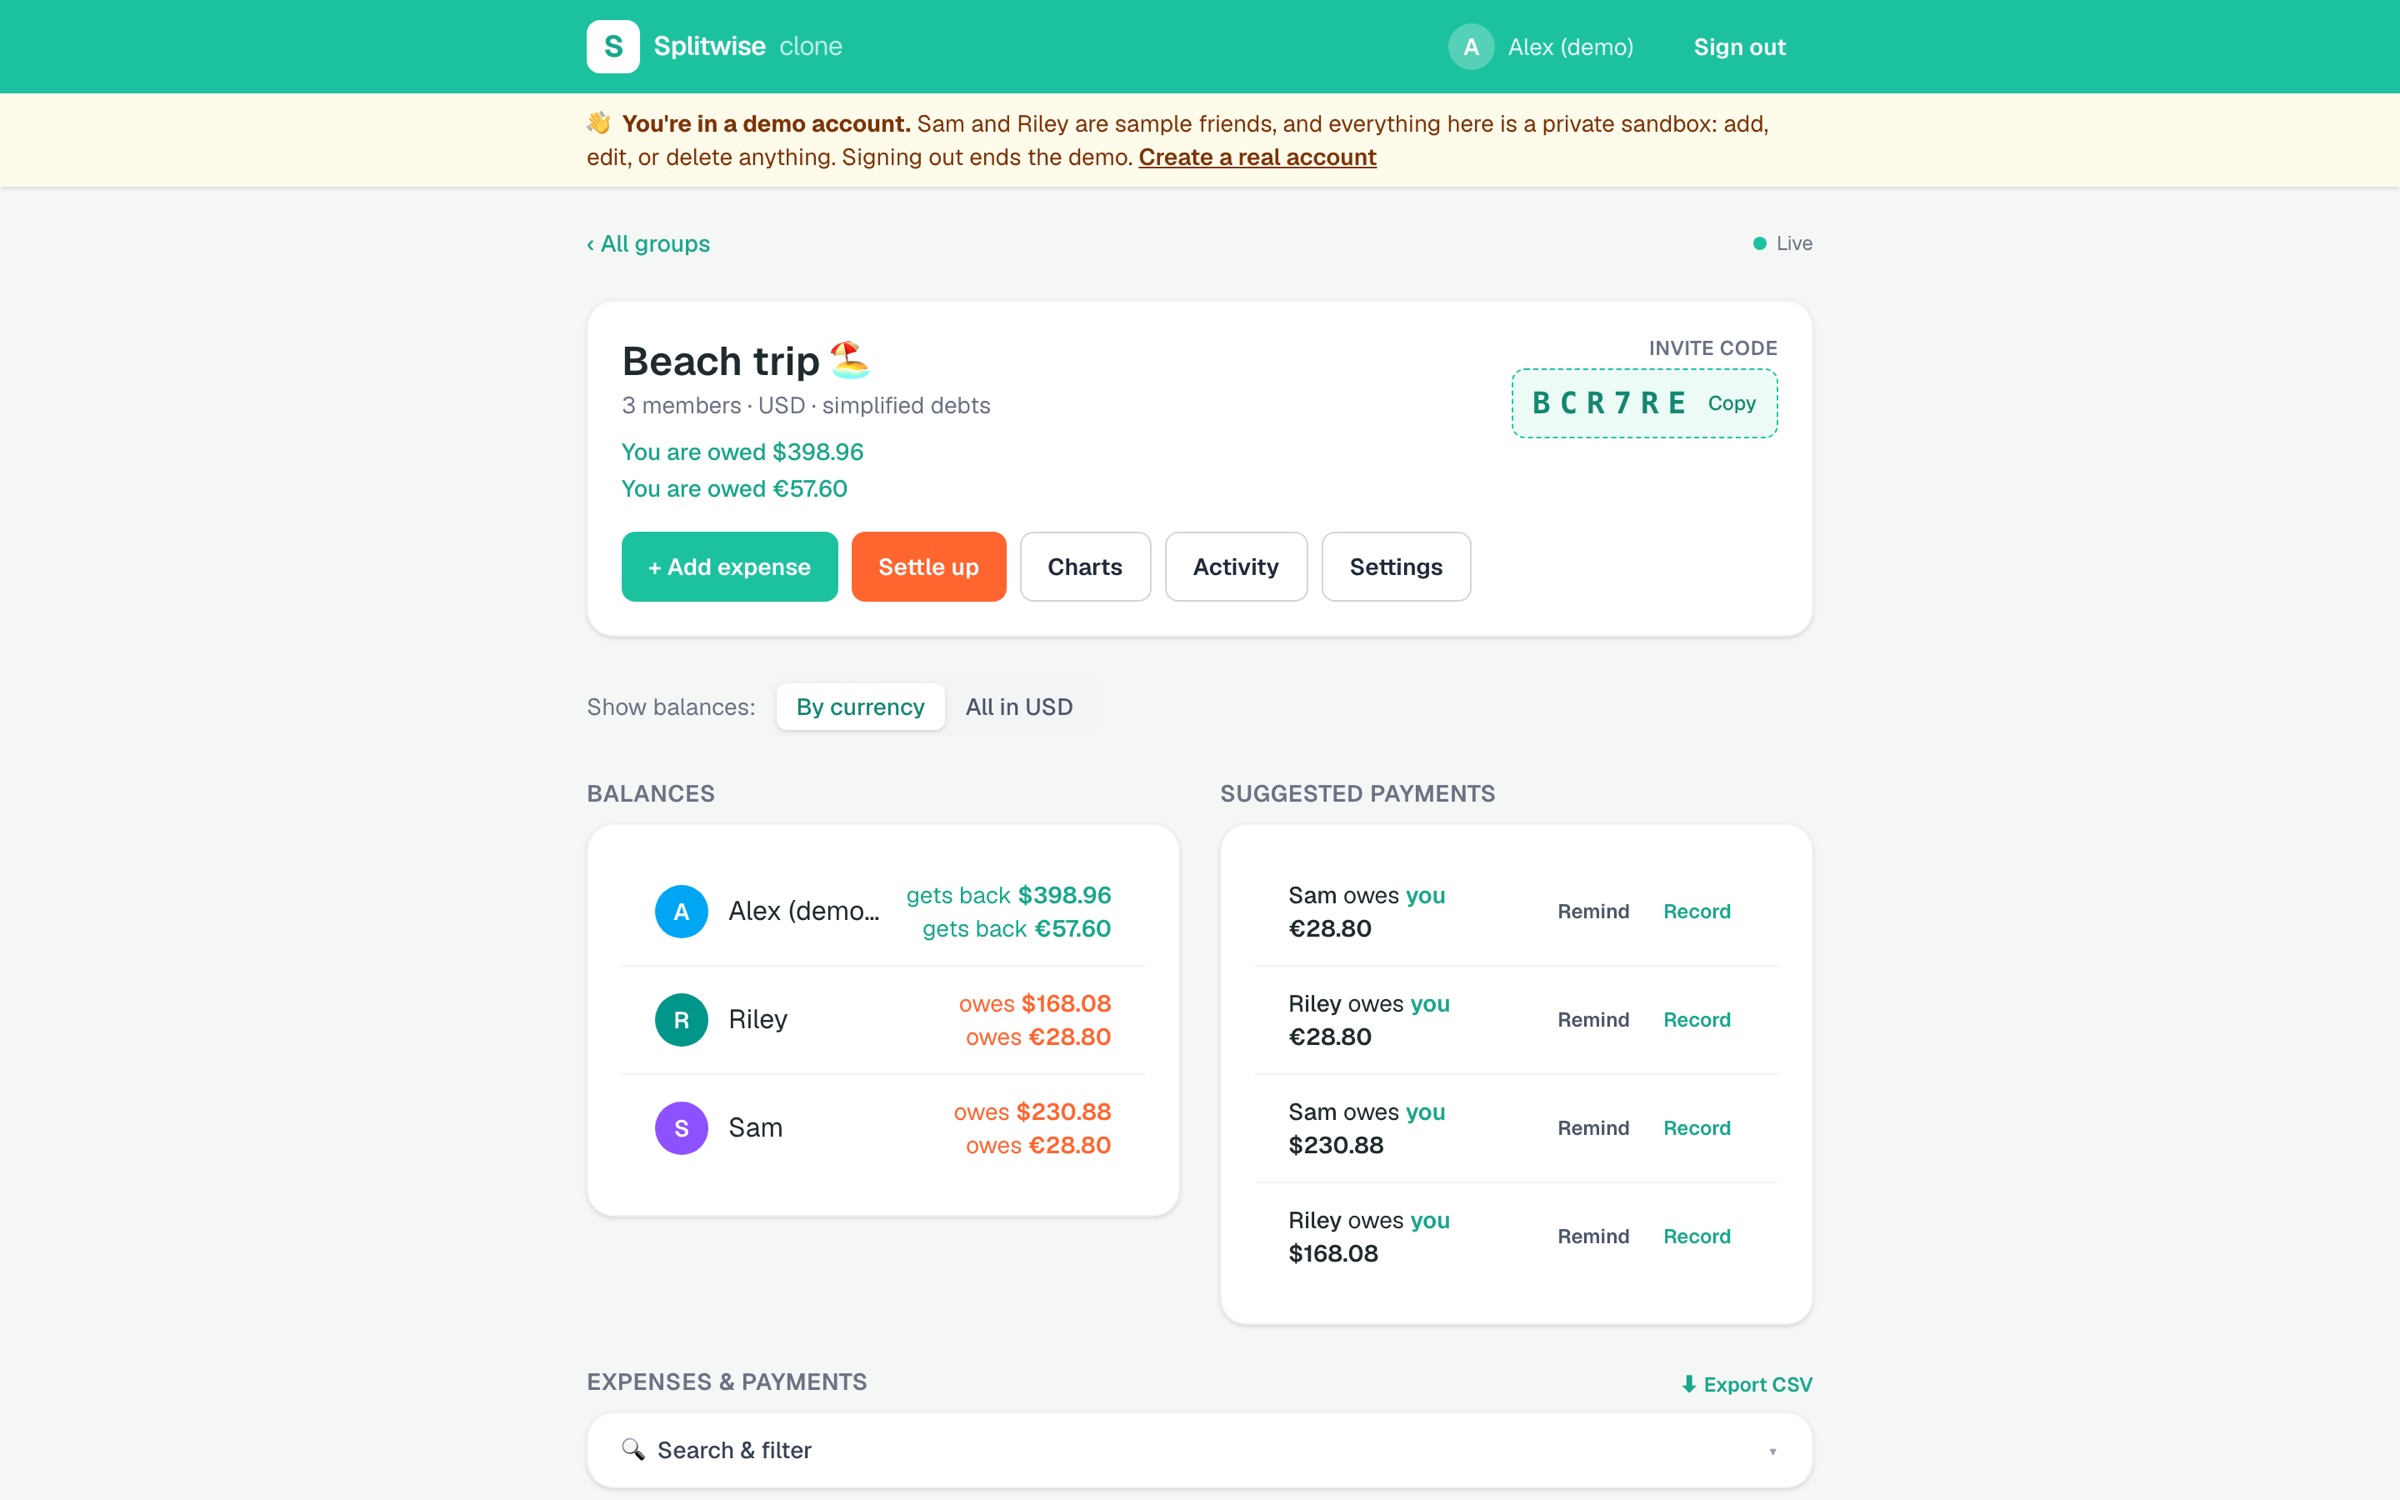 S Splitwise clone
A Alex (demo) Sign out
👋 You're in a demo account. Sam and Riley are sample friends, and everything here is a private sandbox: add,
edit, or delete anything. Signing out ends the demo. Create a real account
‹ All groups
Live
Beach trip 🏖️
3 members · USD · simplified debts
You are owed $398.96
You are owed €57.60
INVITE CODE
BCR7RE Copy
+ Add expense
Settle up
Charts
Activity
Settings
Show balances: By currency All in USD
BALANCES
A Alex (demo...
gets back $398.96
gets back €57.60
R Riley
owes $168.08
owes €28.80
S Sam
owes $230.88
owes €28.80
SUGGESTED PAYMENTS
Sam owes you
€28.80
Remind Record
Riley owes you
€28.80
Remind Record
Sam owes you
$230.88
Remind Record
Riley owes you
$168.08
Remind Record
EXPENSES & PAYMENTS
⬇ Export CSV
🔍 Search & filter ▾